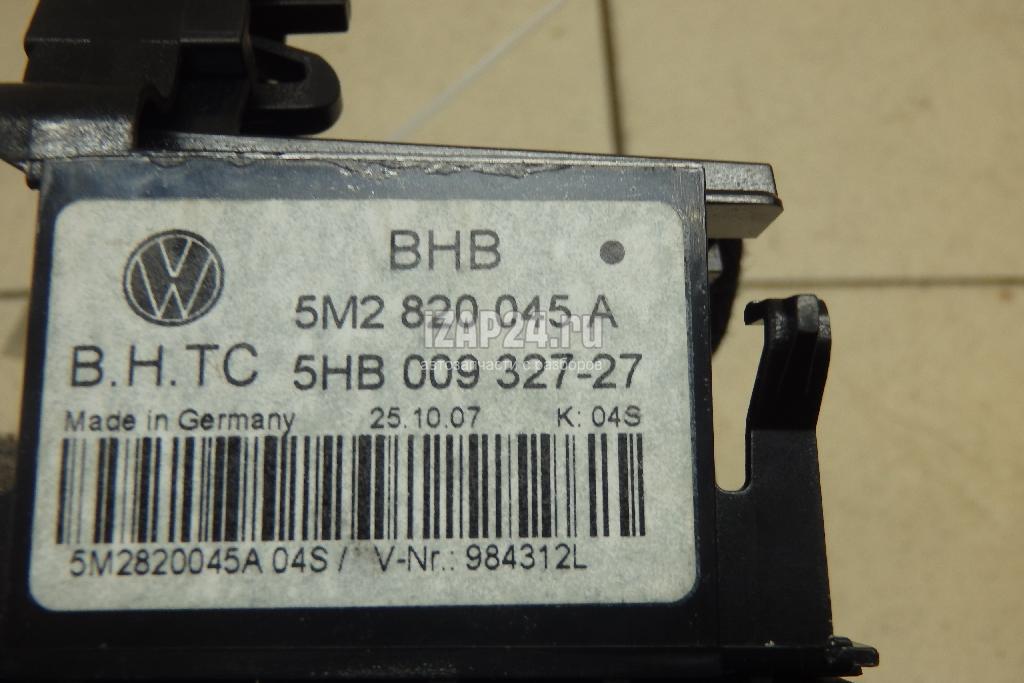 BHB
5M2 820 045 A
iZAP24.ru
B.H.TC 5HB 009 327-27
автозапчасти с разборов
Made in Germany 25.10.07 K: 04S
5M2820045A 04S / V-Nr.: 984312L